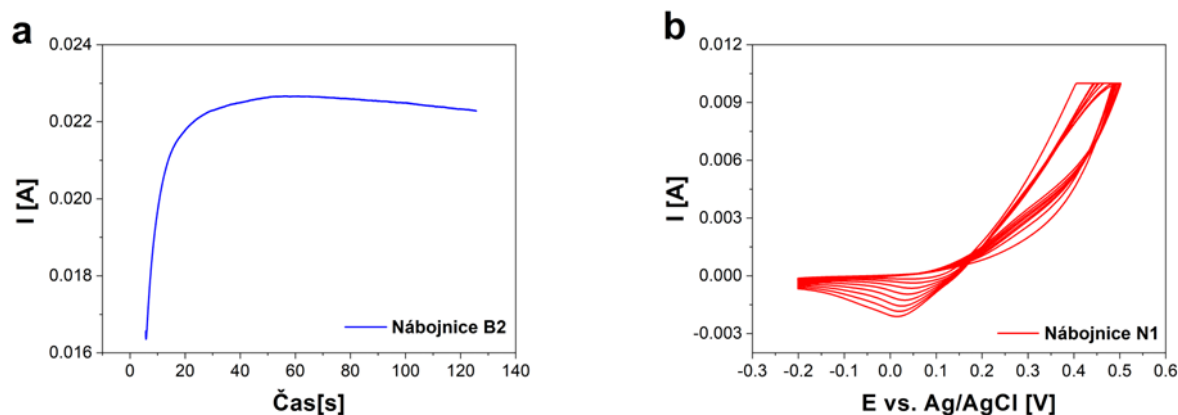 a
0.024
0.022
0.020
0.018
0.016
I [A]
0 20 40 60 80 100 120 140
Čas[s]
Nábojnice B2
b
0.012
0.009
0.006
0.003
0.000
-0.003
I [A]
-0.3 -0.2 -0.1 0.0 0.1 0.2 0.3 0.4 0.5 0.6
E vs. Ag/AgCl [V]
Nábojnice N1